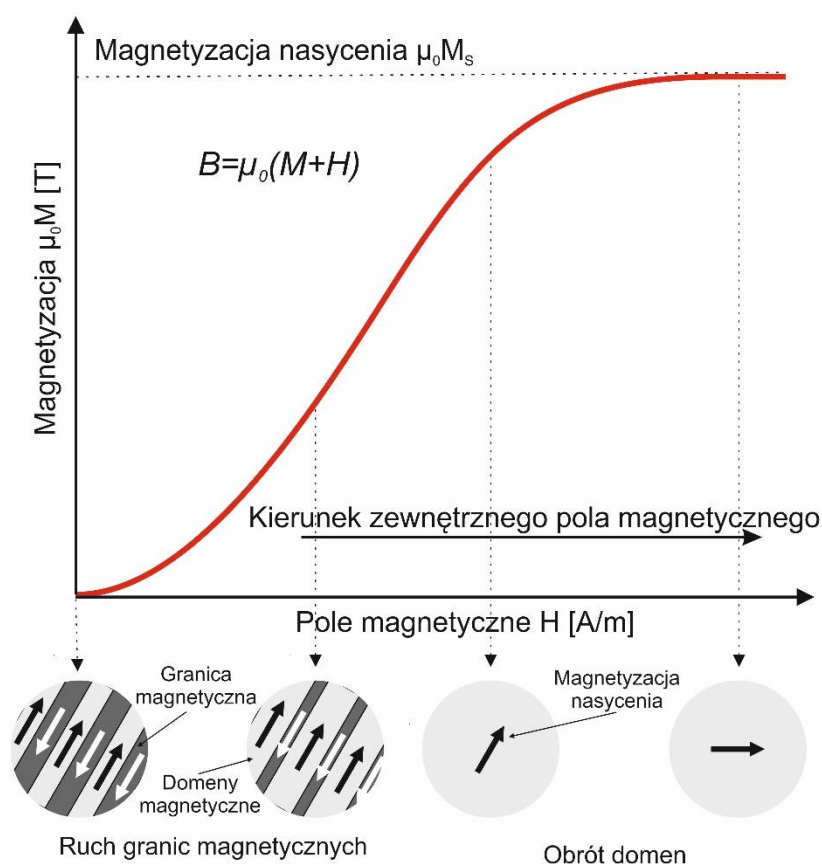 Magnetyzacja nasycenia μ₀Mₛ
B=μ₀(M+H)
Magnetyzacja μ₀M [T]
Kierunek zewnętrznego pola magnetycznego
Pole magnetyczne H [A/m]
Granica
magnetyczna
Domeny
magnetyczne
Magnetyzacja
nasycenia
Ruch granic magnetycznych
Obrót domen